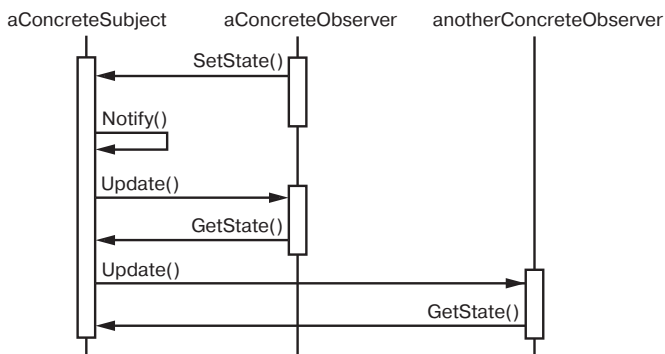 aConcreteSubject
aConcreteObserver
anotherConcreteObserver
SetState()
Notify()
Update()
GetState()
Update()
GetState()